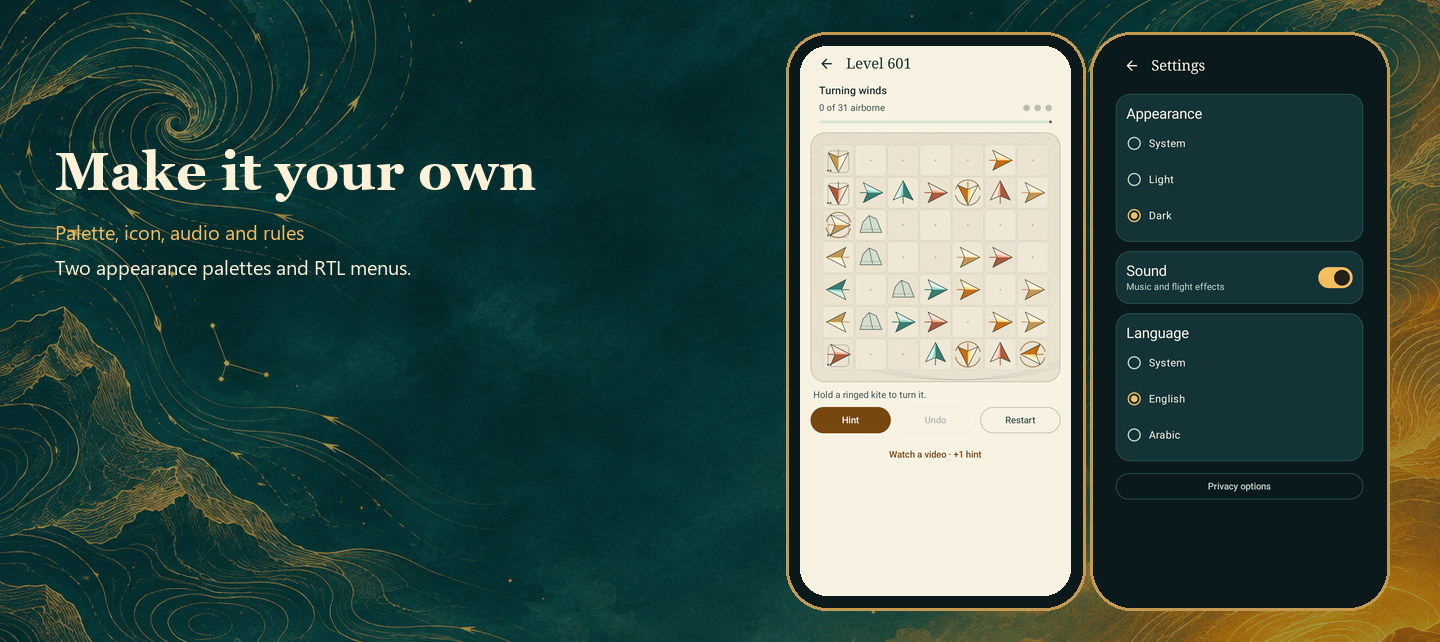 Make it your own
Palette, icon, audio and rules
Two appearance palettes and RTL menus.
Level 601
Turning winds
0 of 31 airborne
Hold a ringed kite to turn it.
Hint
Undo
Restart
Watch a video · +1 hint
Settings
Appearance
System
Light
Dark
Sound
Music and flight effects
Language
System
English
Arabic
Privacy options